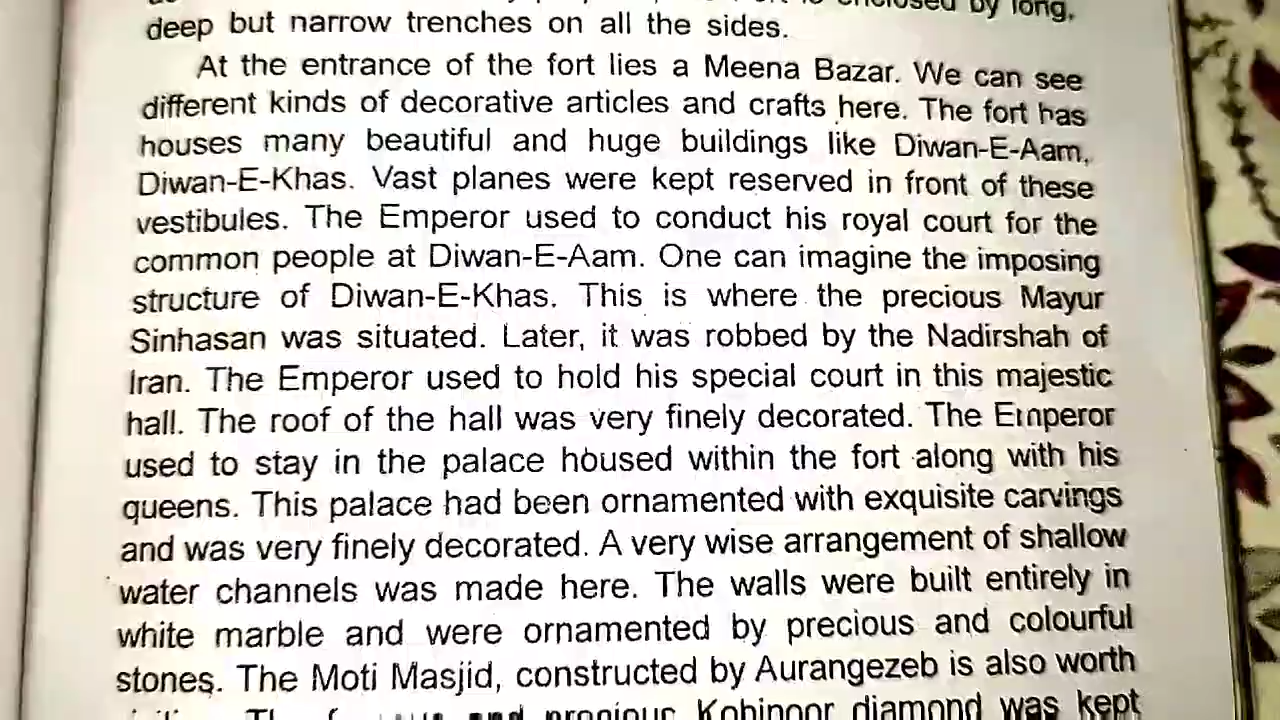 enclosed by long,
deep but narrow trenches on all the sides.
At the entrance of the fort lies a Meena Bazar. We can see
different kinds of decorative articles and crafts here. The fort has
houses many beautiful and huge buildings like Diwan-E-Aam,
Diwan-E-Khas. Vast planes were kept reserved in front of these
vestibules. The Emperor used to conduct his royal court for the
common people at Diwan-E-Aam. One can imagine the imposing
structure of Diwan-E-Khas. This is where the precious Mayur
Sinhasan was situated. Later, it was robbed by the Nadirshah of
Iran. The Emperor used to hold his special court in this majestic
hall. The roof of the hall was very finely decorated. The Emperor
used to stay in the palace housed within the fort along with his
queens. This palace had been ornamented with exquisite carvings
and was very finely decorated. A very wise arrangement of shallow
water channels was made here. The walls were built entirely in
white marble and were ornamented by precious and colourful
stones. The Moti Masjid, constructed by Aurangezeb is also worth
The famous and precious Kohinoor diamond was kept